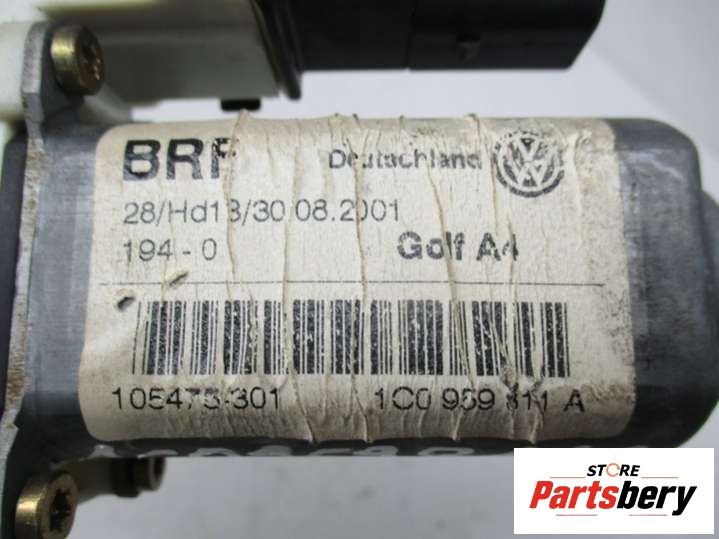 BRF Deutschland
28/Hd13/30.08.2001
194-0 Golf A4
105475-301 1C0 959 811 A
STORE
Partsbery